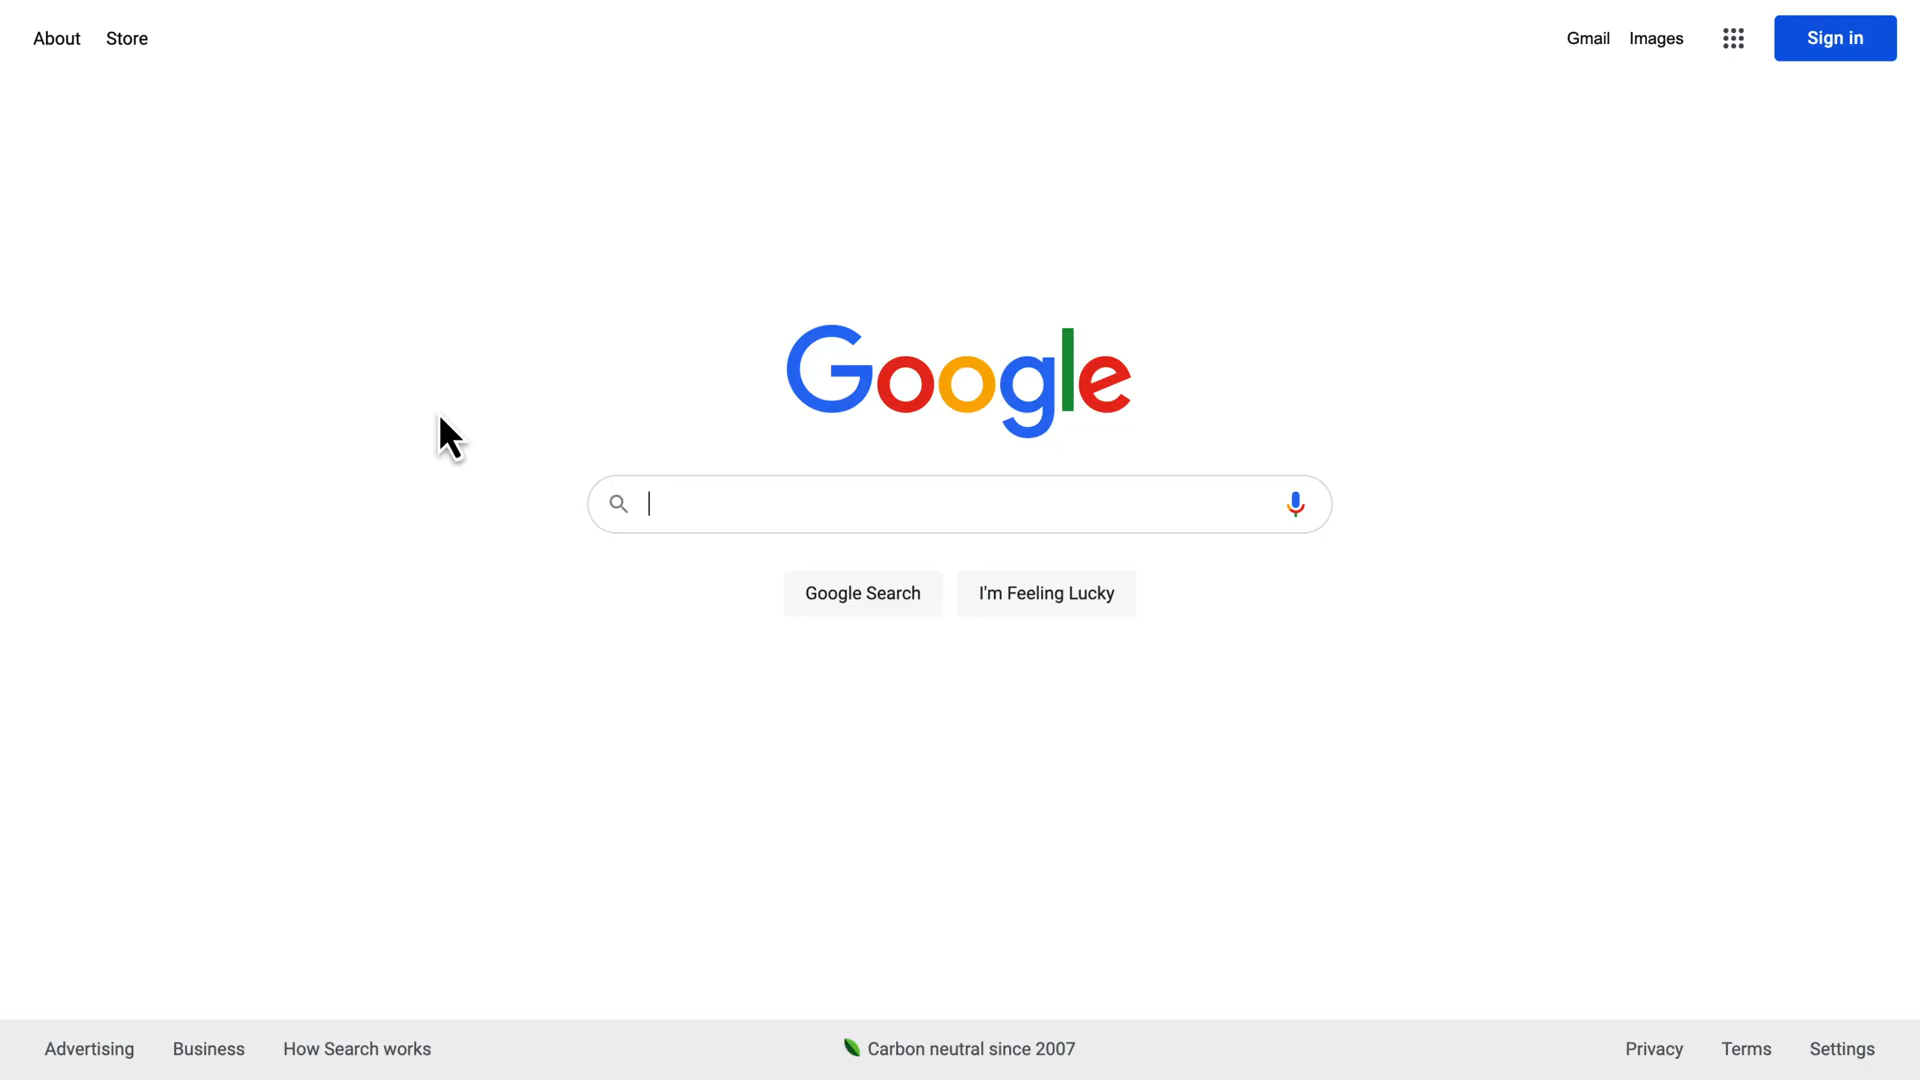 About Store Gmail Images Sign in
Google
Google Search I'm Feeling Lucky
Advertising Business How Search works Carbon neutral since 2007 Privacy Terms Settings